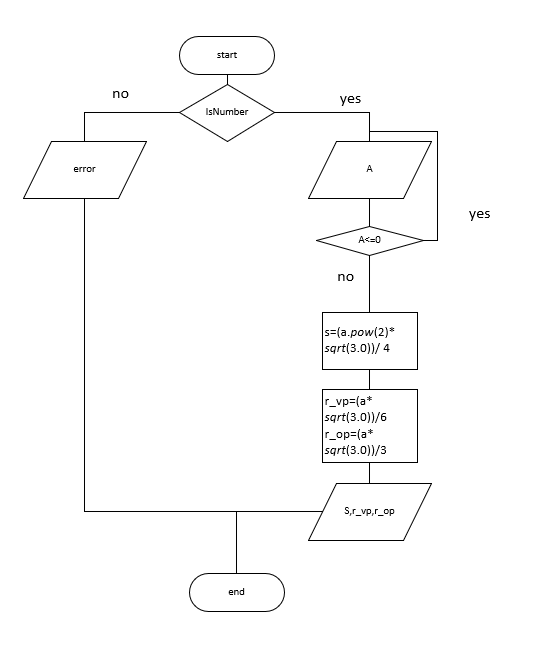 start
no
IsNumber
yes
error
A
yes
A<=0
no
s=(a.pow(2)*
sqrt(3.0))/ 4
r_vp=(a*
sqrt(3.0))/6
r_op=(a*
sqrt(3.0))/3
S,r_vp,r_op
end